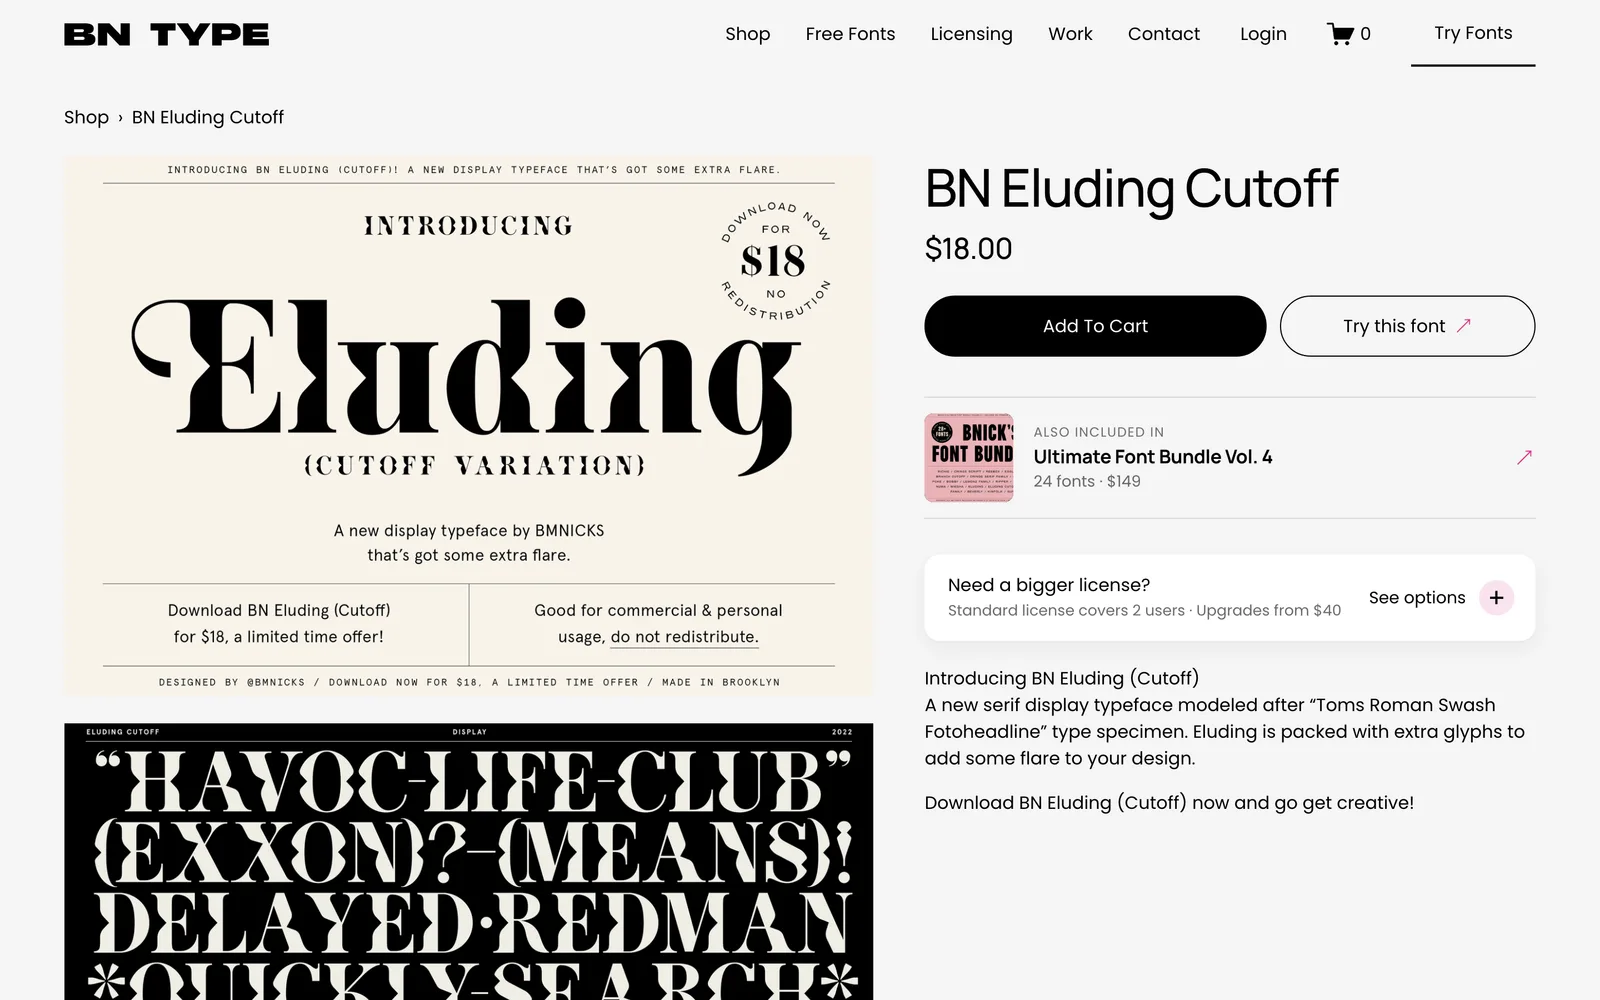 BN TYPE
Shop
Free Fonts
Licensing
Work
Contact
Login
0
Try Fonts
Shop › BN Eluding Cutoff
INTRODUCING BN ELUDING (CUTOFF)! A NEW DISPLAY TYPEFACE THAT'S GOT SOME EXTRA FLARE.
INTRODUCING
DOWNLOAD NOW
FOR
$18
NO
REDISTRIBUTION
Eluding
(CUTOFF VARIATION)
A new display typeface by BMNICKS
that's got some extra flare.
Download BN Eluding (Cutoff)
for $18, a limited time offer!
Good for commercial & personal
usage, do not redistribute.
DESIGNED BY @BMNICKS / DOWNLOAD NOW FOR $18, A LIMITED TIME OFFER / MADE IN BROOKLYN
ELUDING CUTOFF
DISPLAY
2022
“HAVOC-LIFE-CLUB”
(EXXON)?—(MEANS)!
DELAYED·REDMAN
*QUICKLY-SEARCH*
BN Eluding Cutoff
$18.00
Add To Cart
Try this font
BNICK'S
FONT BUND
ALSO INCLUDED IN
Ultimate Font Bundle Vol. 4
24 fonts · $149
Need a bigger license?
Standard license covers 2 users · Upgrades from $40
See options
Introducing BN Eluding (Cutoff)
A new serif display typeface modeled after “Toms Roman Swash
Fotoheadline” type specimen. Eluding is packed with extra glyphs to
add some flare to your design.
Download BN Eluding (Cutoff) now and go get creative!